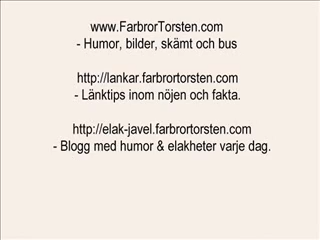 www.FarbrorTorsten.com
- Humor, bilder, skämt och bus
http://lankar.farbrortorsten.com
- Länktips inom nöjen och fakta.
http://elak-javel.farbrortorsten.com
- Blogg med humor & elakheter varje dag.